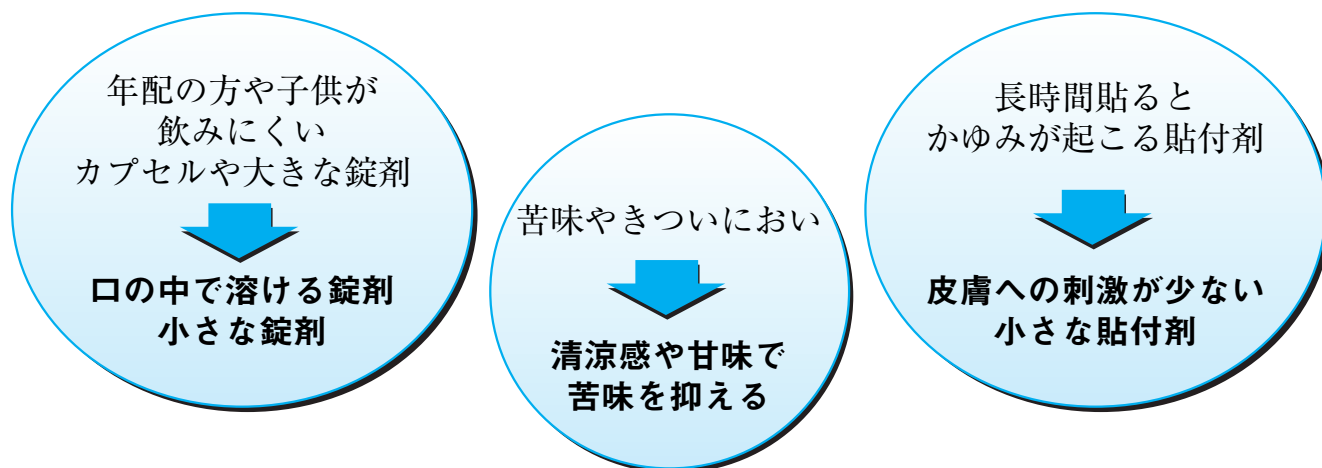 年配の方や子供が
飲みにくい
カプセルや大きな錠剤
口の中で溶ける錠剤
小さな錠剤
苦味やきついにおい
清涼感や甘味で
苦味を抑える
長時間貼ると
かゆみが起こる貼付剤
皮膚への刺激が少ない
小さな貼付剤